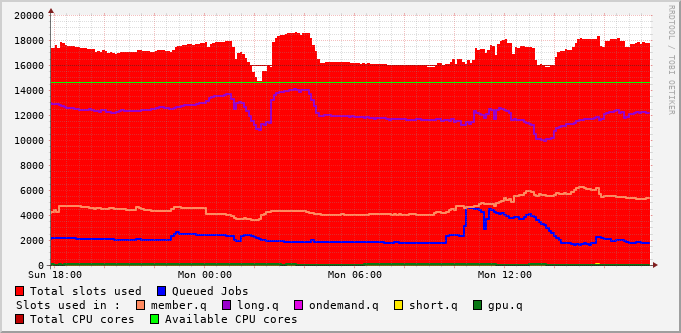 20000
18000
16000
14000
12000
10000
8000
6000
4000
2000
0
Sun 18:00 Mon 00:00 Mon 06:00 Mon 12:00
RRDTOOL / TOBI OETIKER
Total slots used Queued Jobs
Slots used in : member.q long.q ondemand.q short.q gpu.q
Total CPU cores Available CPU cores